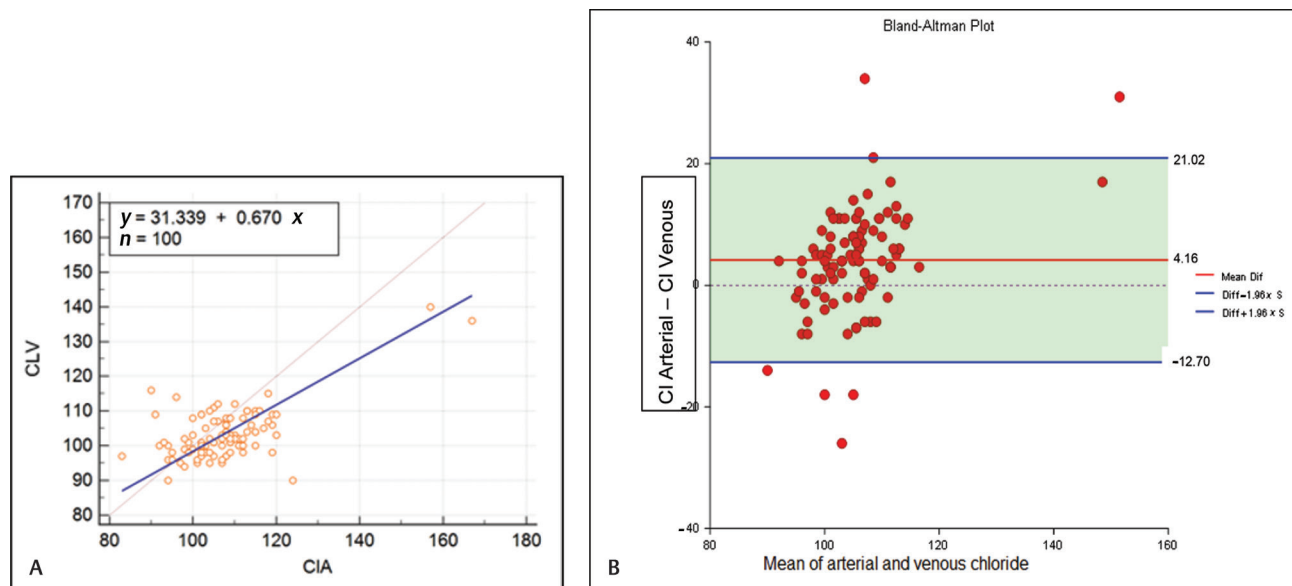 170
160
150
140
130
120
110
100
90
80
y = 31.339 + 0.670 x
n = 100
CLV
80 100 120 140 160 180
CIA
A
Bland-Altman Plot
40
20
0
-20
-40
CI Arterial – CI Venous
21.02
4.16
-12.70
Mean Dif
Diff-1.96 x S
Diff+1.96 x S
80 100 120 140 160
Mean of arterial and venous chloride
B